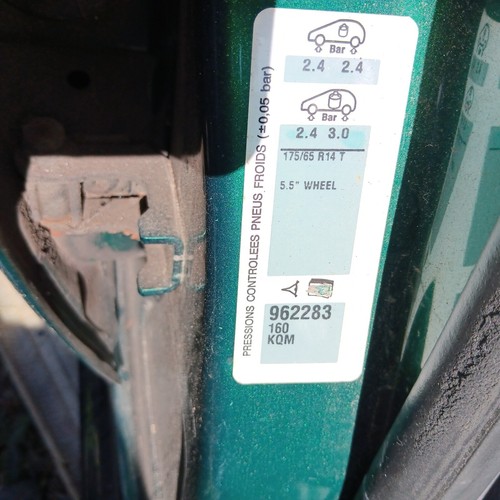 PRESSIONS CONTROLEES PNEUS FROIDS (±0,05 bar)
Bar
2.4 2.4
Bar
2.4 3.0
175/65 R14 T
5.5" WHEEL
962283
160
KQM